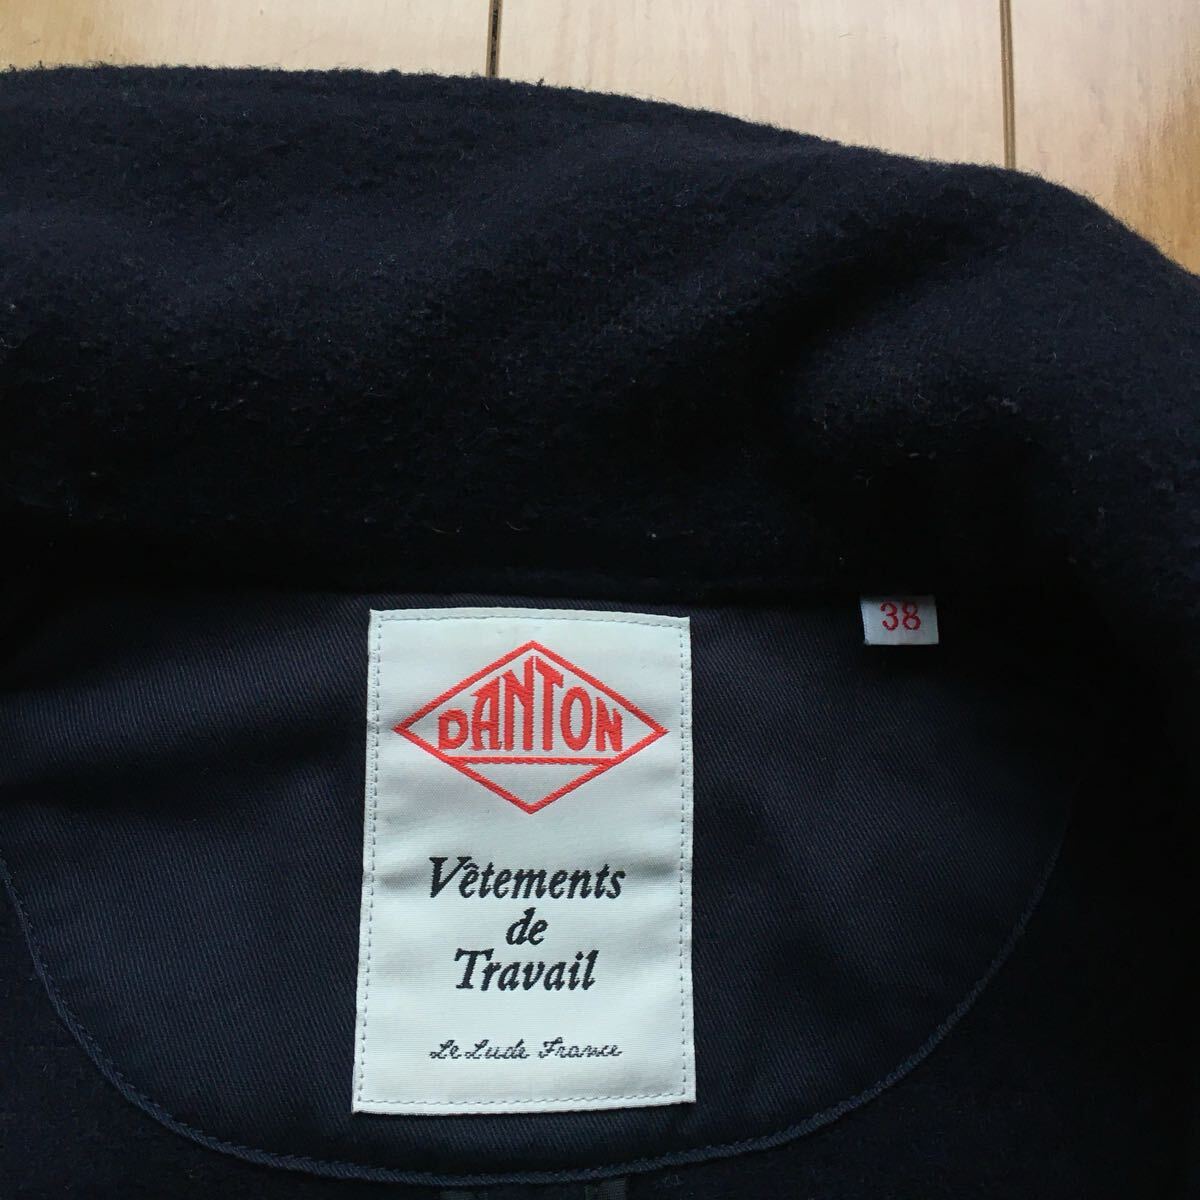 38
DANTON
Vêtements
de
Travail
Le Lude France